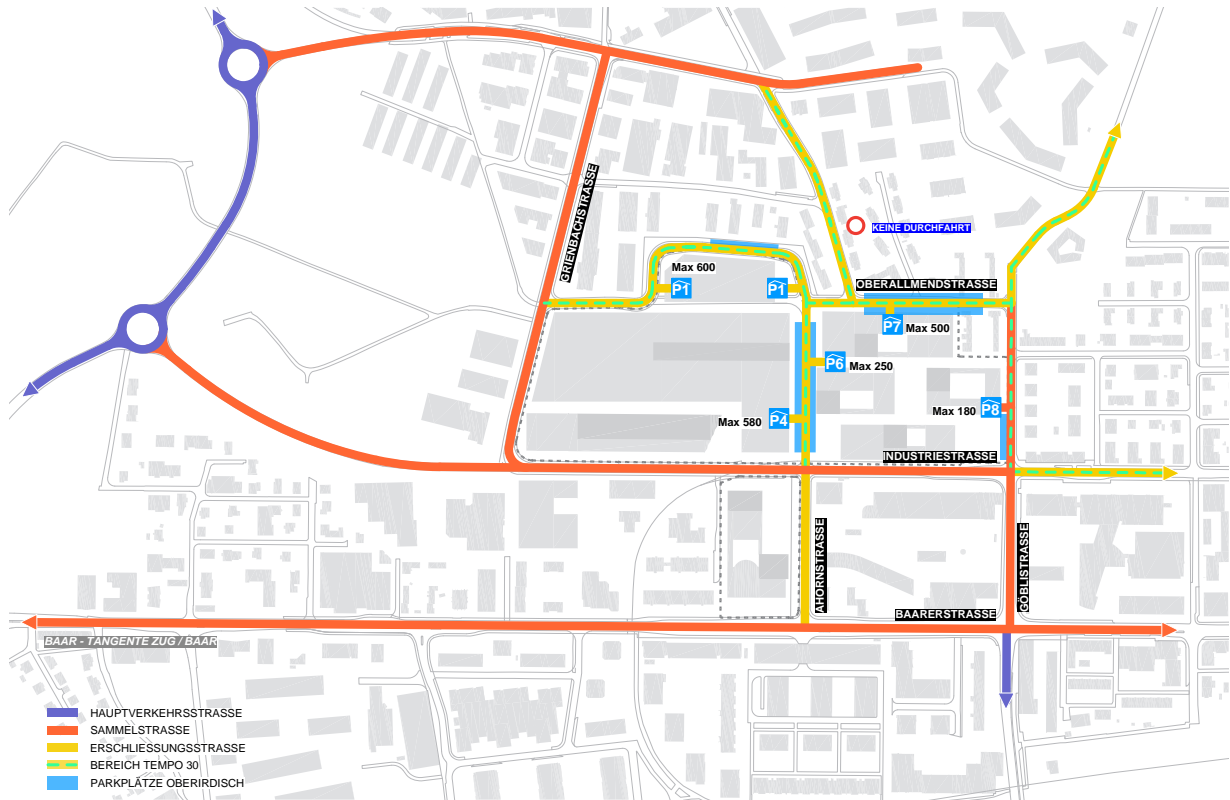 GRIENBACHSTRASSE
KEINE DURCHFAHRT
Max 600
P1
P1
OBERALLMENDSTRASSE
P7 Max 500
P6 Max 250
Max 180 P8
Max 580 P4
INDUSTRIESTRASSE
AHORNSTRASSE
GÖBLISTRASSE
BAARERSTRASSE
BAAR - TANGENTE ZUG / BAAR
HAUPTVERKEHRSSTRASSE
SAMMELSTRASSE
ERSCHLIESSUNGSSTRASSE
BEREICH TEMPO 30
PARKPLÄTZE OBERIRDISCH